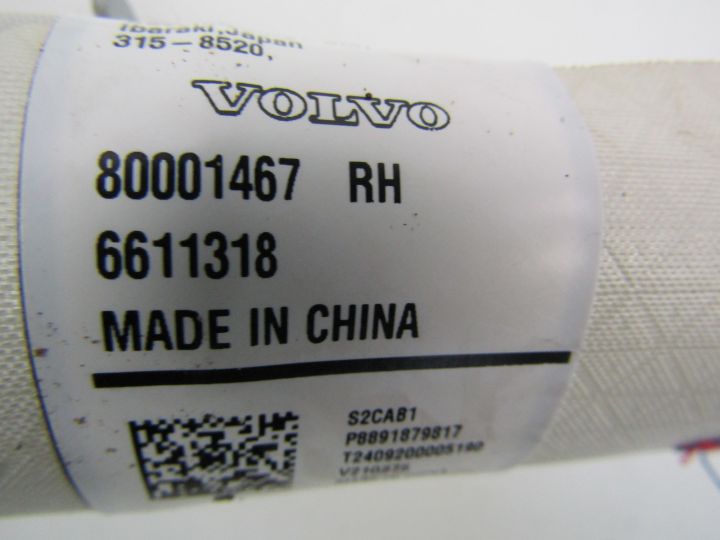 Ibaraki, Japan
315-8520,
VOLVO
80001467 RH
6611318
MADE IN CHINA
S2CAB1
P8891879817
T2409200005190